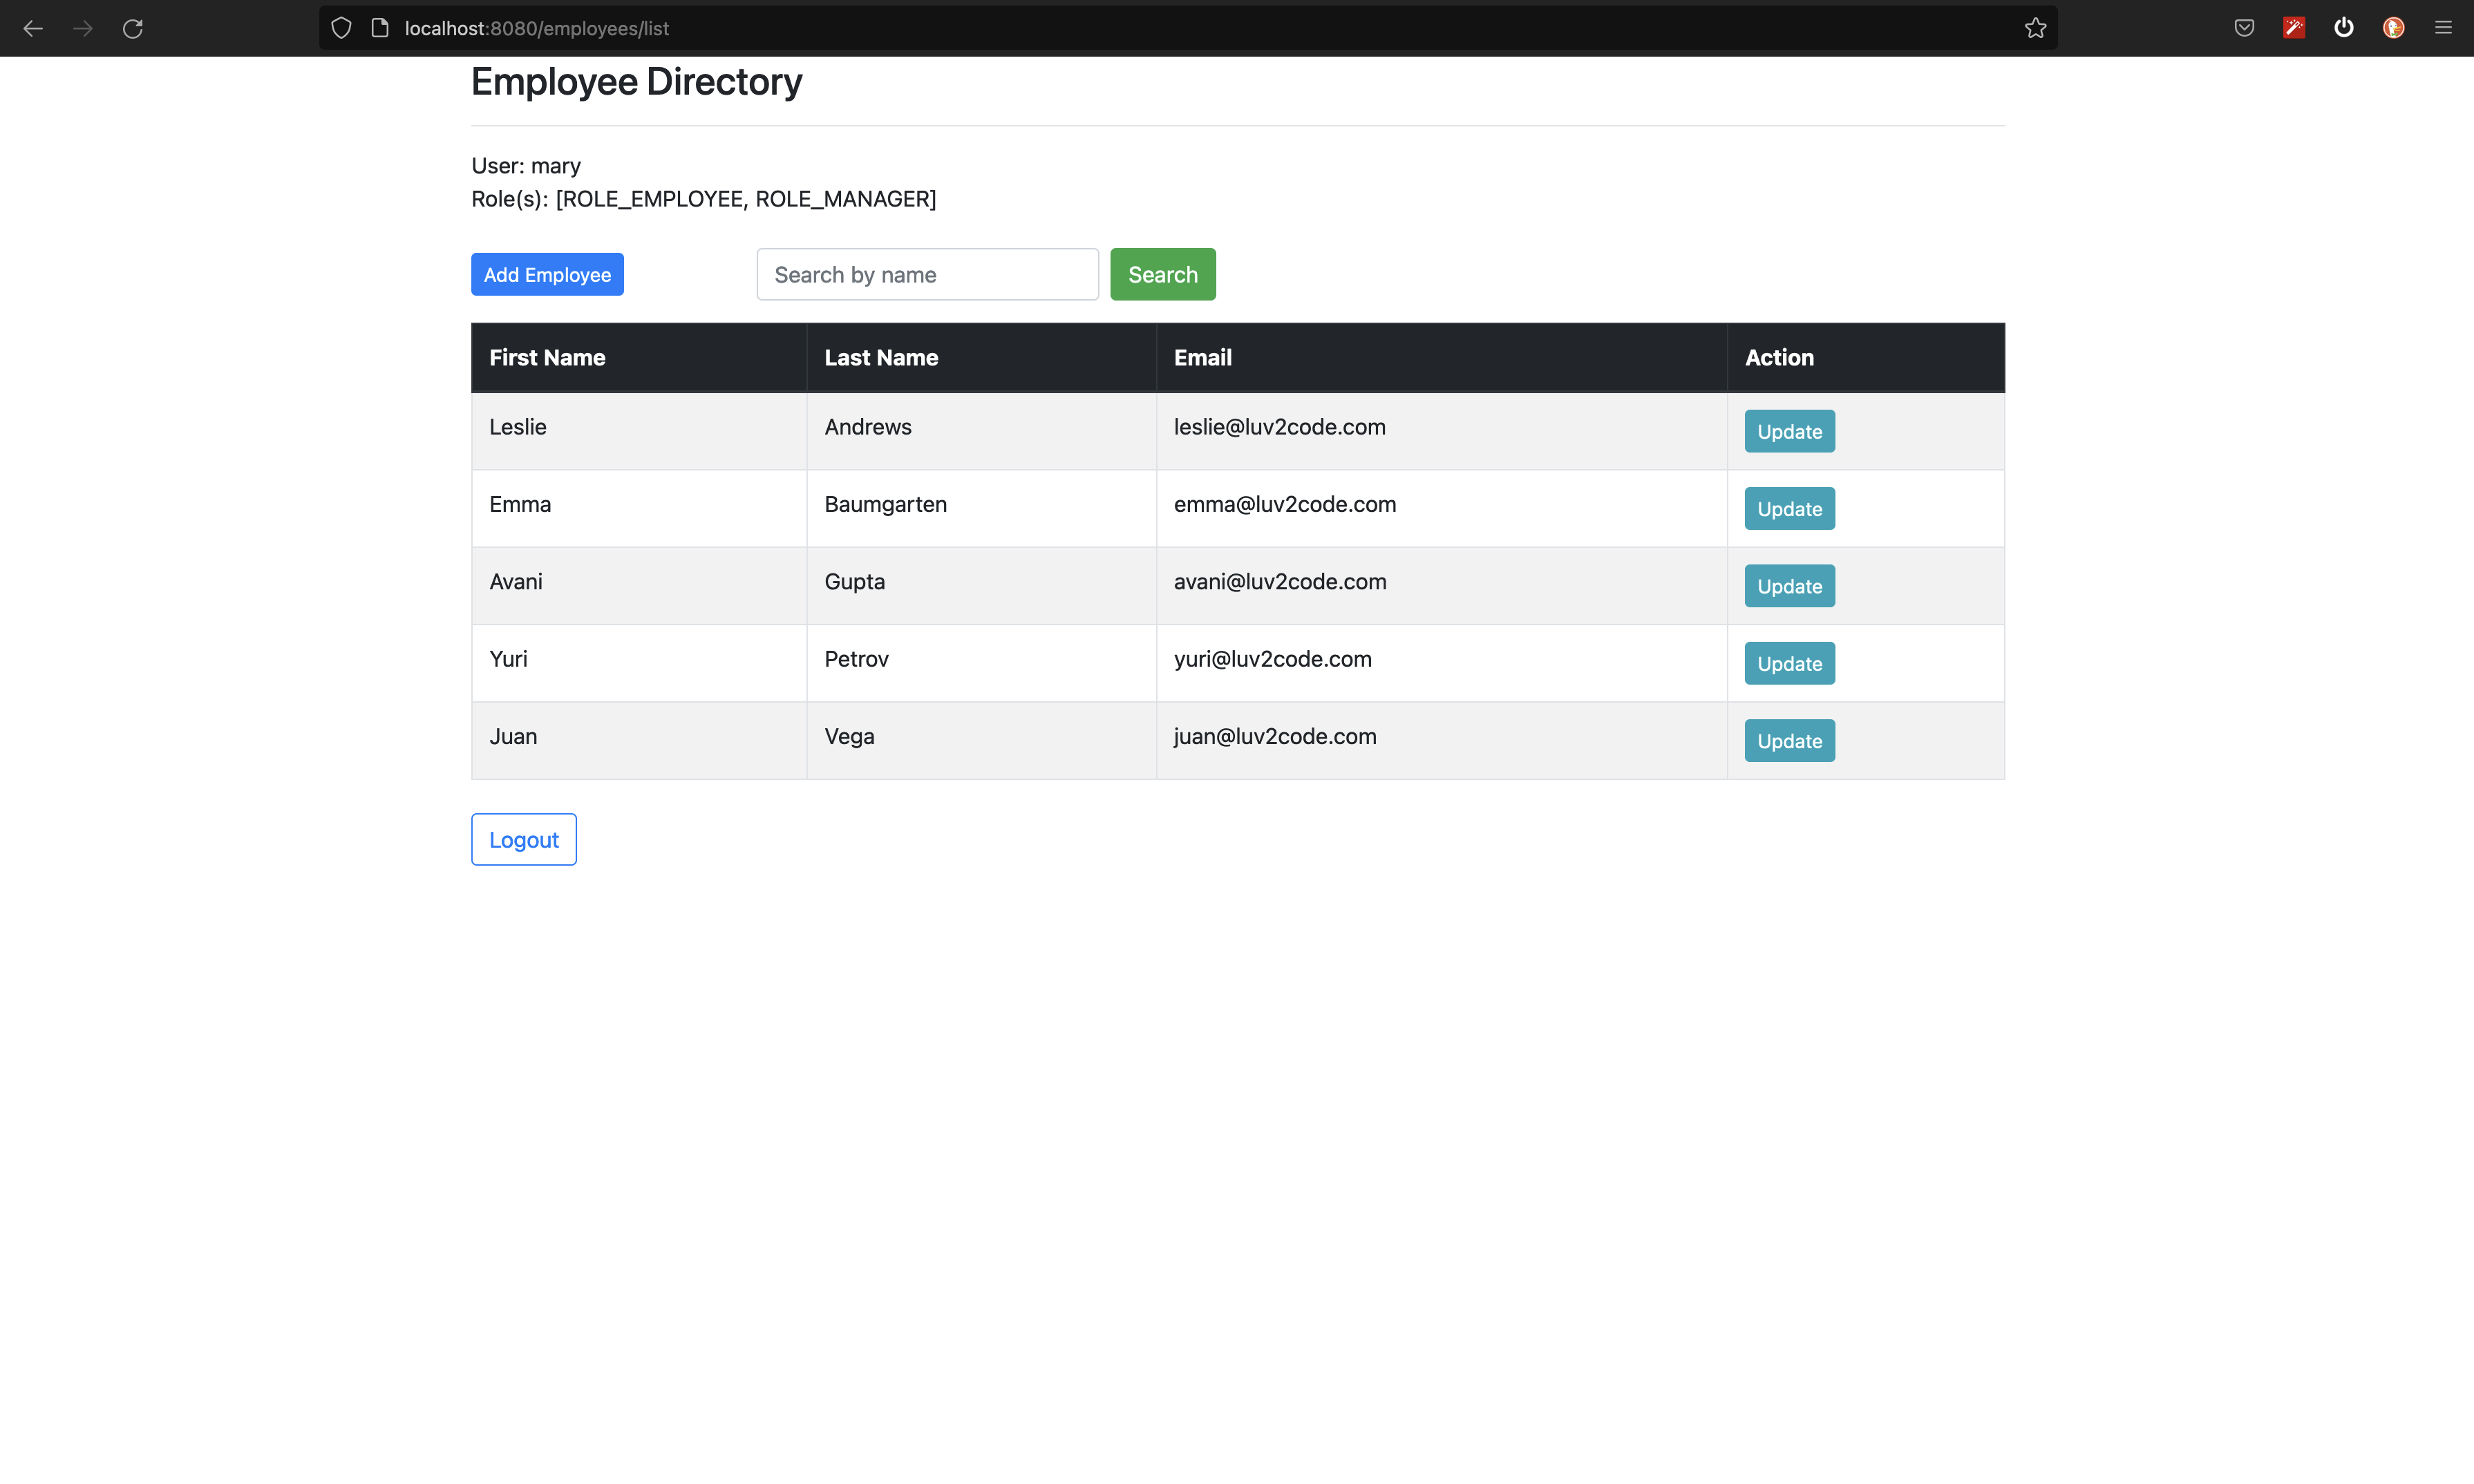 localhost:8080/employees/list
Employee Directory
User: mary
Role(s): [ROLE_EMPLOYEE, ROLE_MANAGER]
Add Employee Search by name Search
First Name Last Name Email Action
Leslie Andrews leslie@luv2code.com Update
Emma Baumgarten emma@luv2code.com Update
Avani Gupta avani@luv2code.com Update
Yuri Petrov yuri@luv2code.com Update
Juan Vega juan@luv2code.com Update
Logout